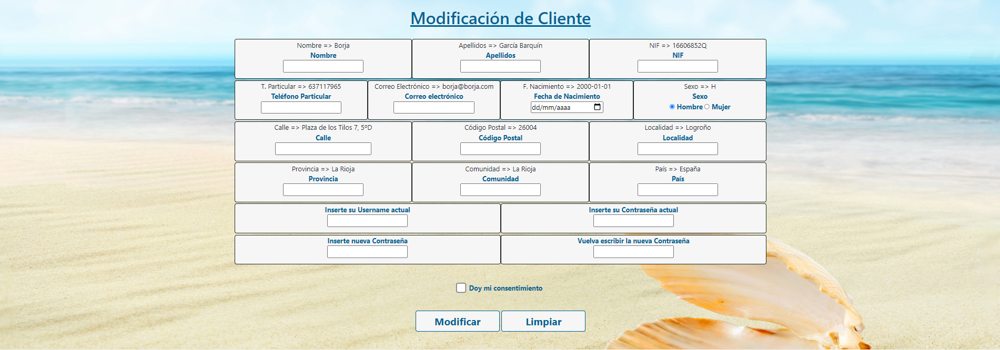 Modificación de Cliente
Nombre => Borja
Nombre
Apellidos => García Barquín
Apellidos
NIF => 16606852Q
NIF
T. Particular => 637117965
Teléfono Particular
Correo Electrónico => borja@borja.com
Correo electrónico
F. Nacimiento => 2000-01-01
Fecha de Nacimiento
dd/mm/aaaa
Sexo => H
Sexo
Hombre Mujer
Calle => Plaza de los Tilos 7, 5ºD
Calle
Código Postal => 26004
Código Postal
Localidad => Logroño
Localidad
Provincia => La Rioja
Provincia
Comunidad => La Rioja
Comunidad
País => España
País
Inserte su Username actual
Inserte su Contraseña actual
Inserte nueva Contraseña
Vuelva escribir la nueva Contraseña
Doy mi consentimiento
Modificar
Limpiar